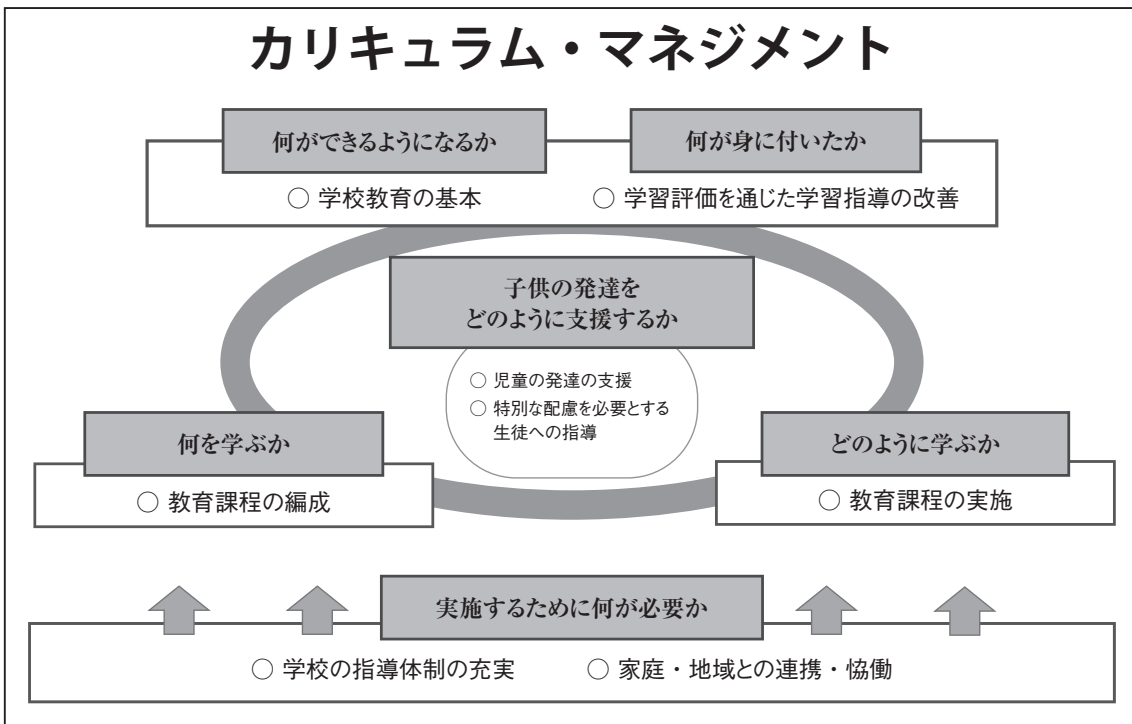 カリキュラム・マネジメント
何ができるようになるか
何が身に付いたか
○ 学校教育の基本
○ 学習評価を通じた学習指導の改善
子供の発達を
どのように支援するか
○ 児童の発達の支援
○ 特別な配慮を必要とする
生徒への指導
何を学ぶか
どのように学ぶか
○ 教育課程の編成
○ 教育課程の実施
実施するために何が必要か
○ 学校の指導体制の充実
○ 家庭・地域との連携・恊働